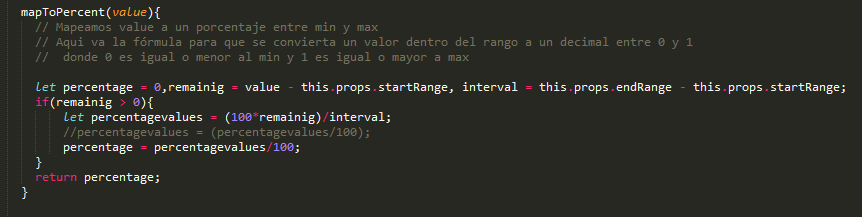 mapToPercent(value){
// Mapeamos value a un porcentaje entre min y max
// Aqui va la fórmula para que se convierta un valor dentro del rango a un decimal entre 0 y 1
//  donde 0 es igual o menor al min y 1 es igual o mayor a max
let percentage = 0,remainig = value - this.props.startRange, interval = this.props.endRange - this.props.startRange;
if(remainig > 0){
let percentagevalues = (100*remainig)/interval;
//percentagevalues = (percentagevalues/100);
percentage = percentagevalues/100;
}
return percentage;
}